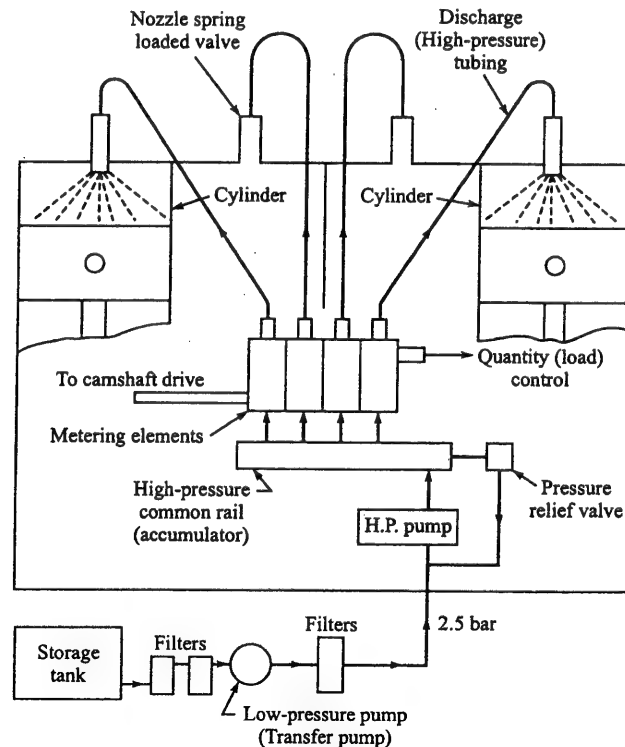 Nozzle spring
loaded valve
Discharge
(High-pressure)
tubing
Cylinder
Cylinder
Quantity (load)
control
To camshaft drive
Metering elements
High-pressure
common rail
(accumulator)
H.P. pump
Pressure
relief valve
2.5 bar
Storage
tank
Filters
Filters
Low-pressure pump
(Transfer pump)